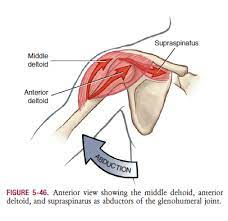 Supraspinatus
Middle
deltoid
Anterior
deltoid
ABDUCTION
FIGURE 5-46. Anterior view showing the middle deltoid, anterior
deltoid, and supraspinatus as abductors of the glenohumeral joint.